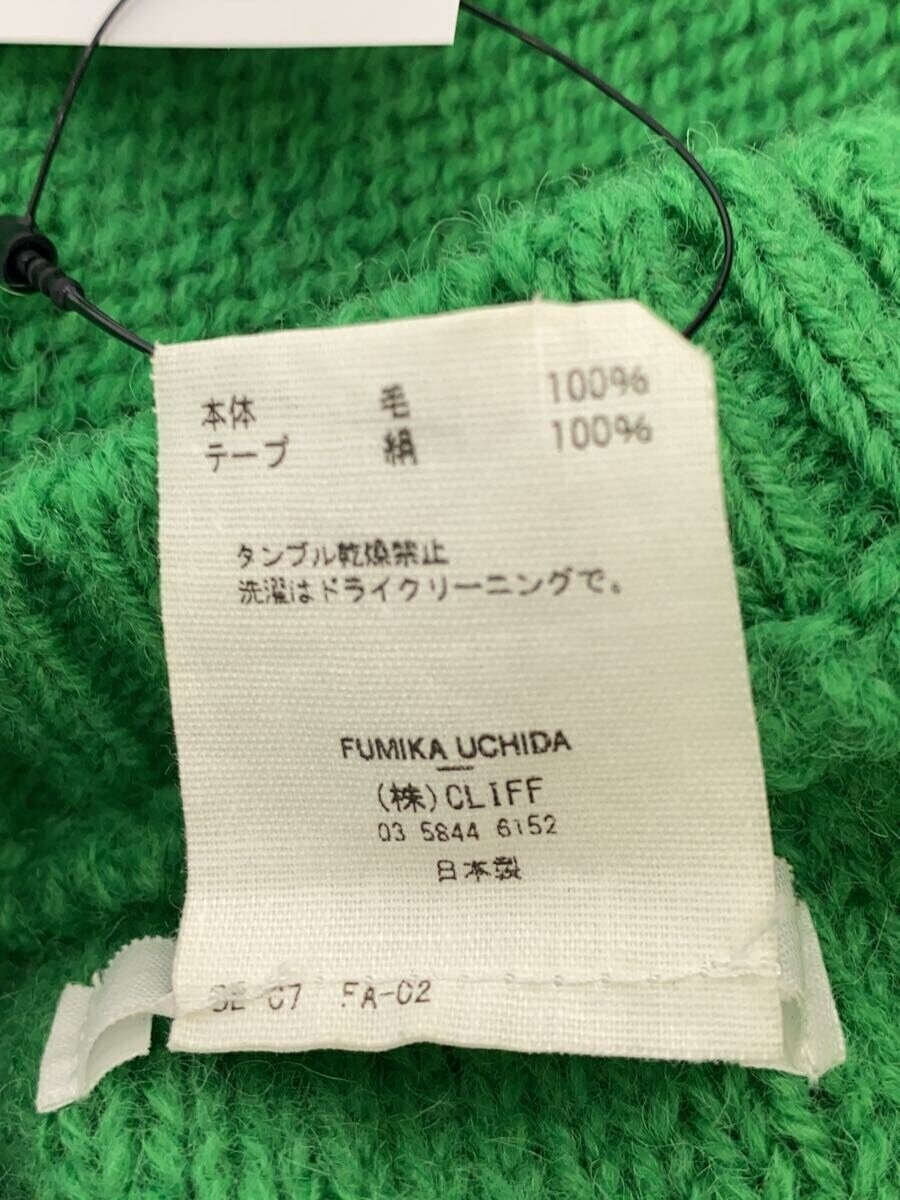 本体 毛 100%
テープ 絹 100%
タンブル乾燥禁止
洗濯はドライクリーニングで。
FUMIKA UCHIDA
(株)CLIFF
03 5844 6152
日本製
FA-02